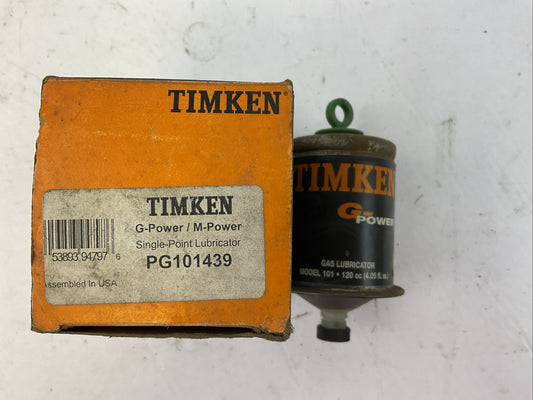 TIMKEN
TIMKEN
G-Power / M-Power
Single-Point Lubricator
PG101439
53893 94797 6
Assembled In USA
TIMKEN
G-POWER
GAS LUBRICATOR
MODEL 101 • 120 cc (4.05 fl. oz.)